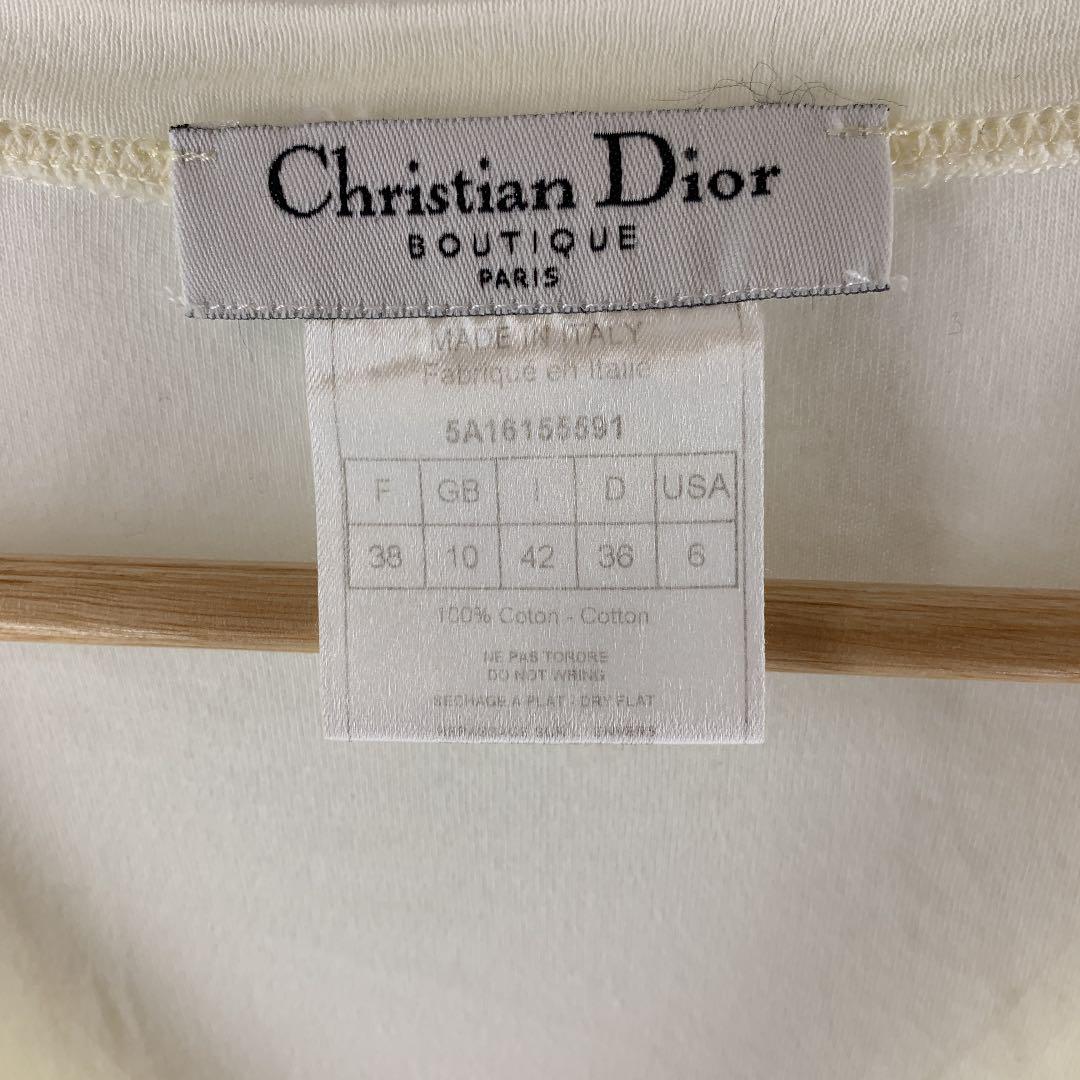 Christian Dior
BOUTIQUE
PARIS
MADE IN ITALY
Fabriqué en Italie
5A16155591
F GB I D USA
38 10 42 36 6
100% Coton - Cotton
NE PAS TORDRE
DO NOT WRING
SECHAGE A PLAT - DRY FLAT